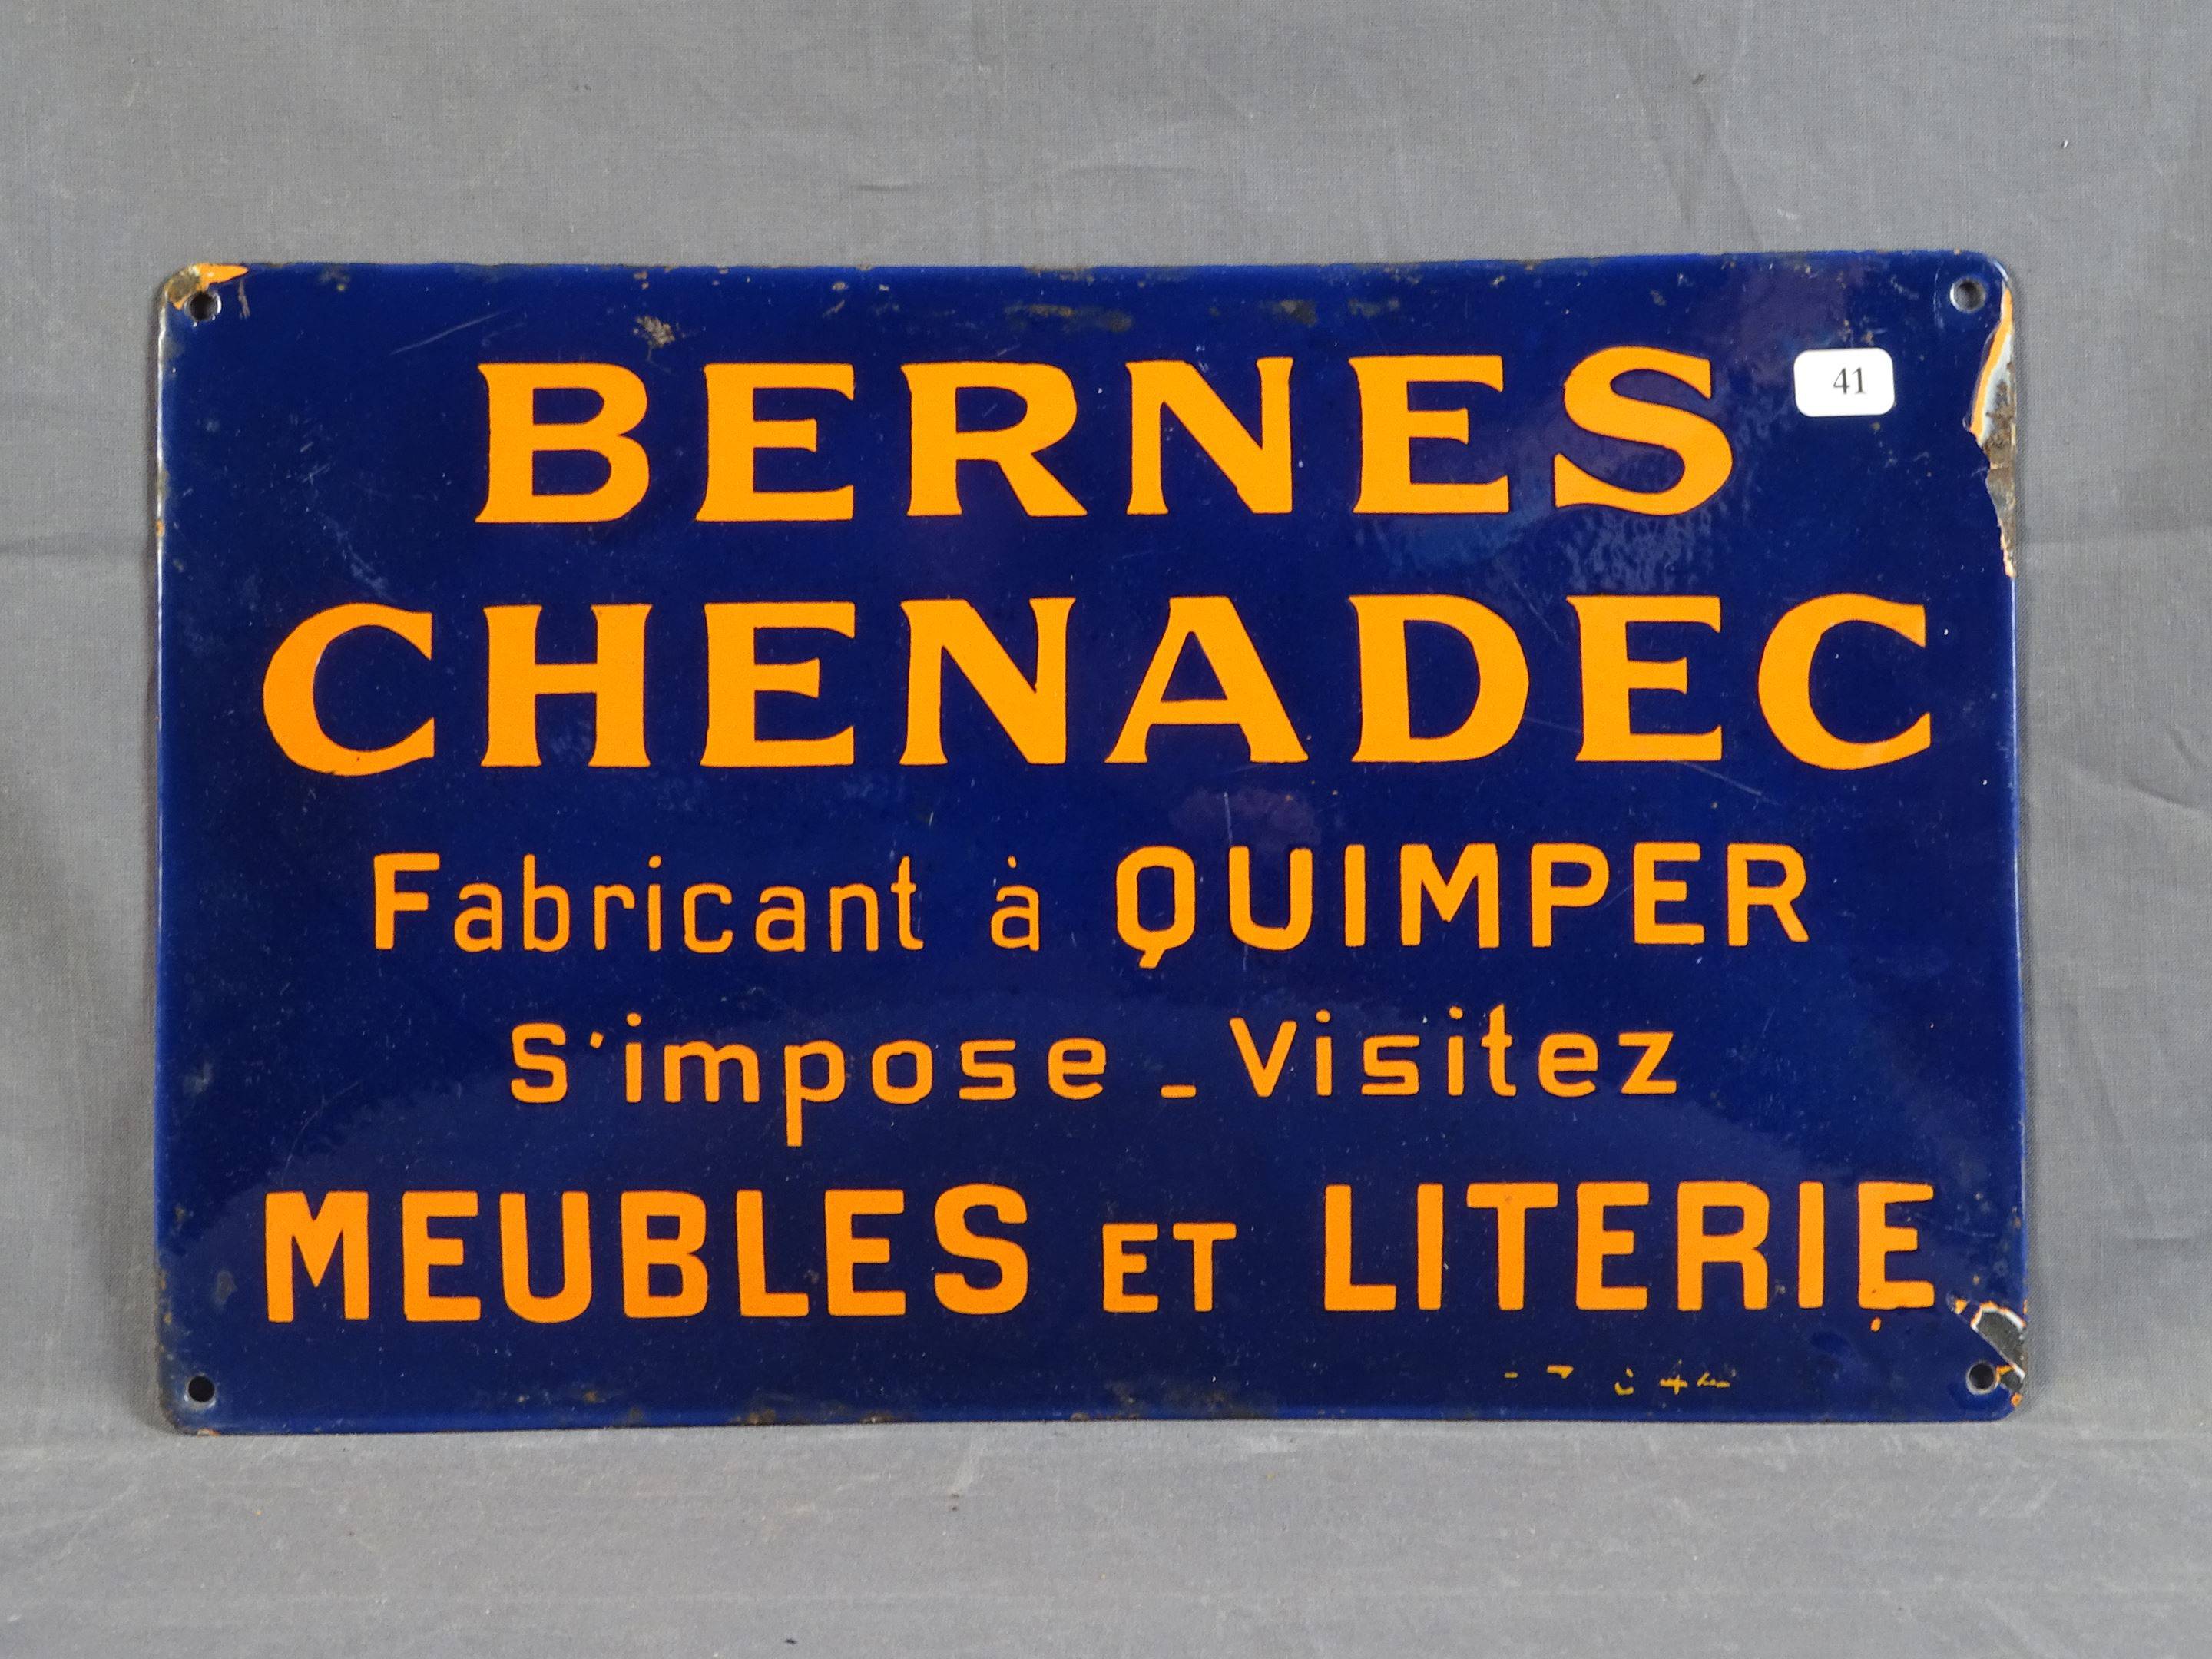 BERNES
41
CHENADEC
Fabricant à QUIMPER
S'impose - Visitez
MEUBLES ET LITERIE